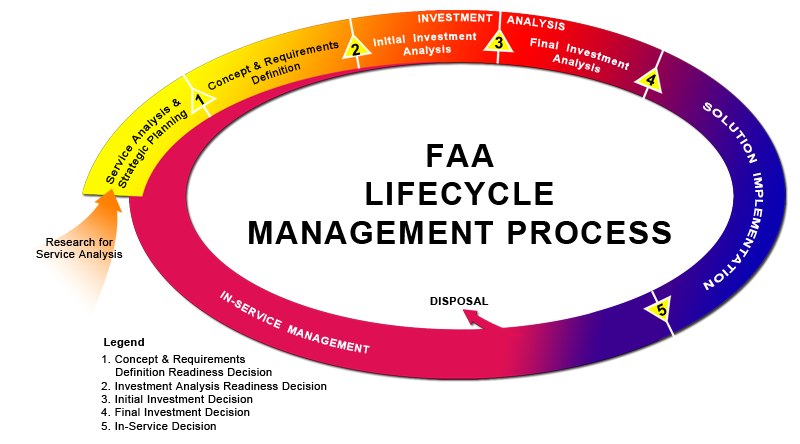 INVESTMENT ANALYSIS
Initial Investment
Analysis
Final Investment
Analysis
Concept & Requirements
Definition
Service Analysis &
Strategic Planning
1
2
3
4
SOLUTION IMPLEMENTATION
5
FAA
LIFECYCLE
MANAGEMENT PROCESS
Research for
Service Analysis
DISPOSAL
IN-SERVICE MANAGEMENT
Legend
1. Concept & Requirements
Definition Readiness Decision
2. Investment Analysis Readiness Decision
3. Initial Investment Decision
4. Final Investment Decision
5. In-Service Decision